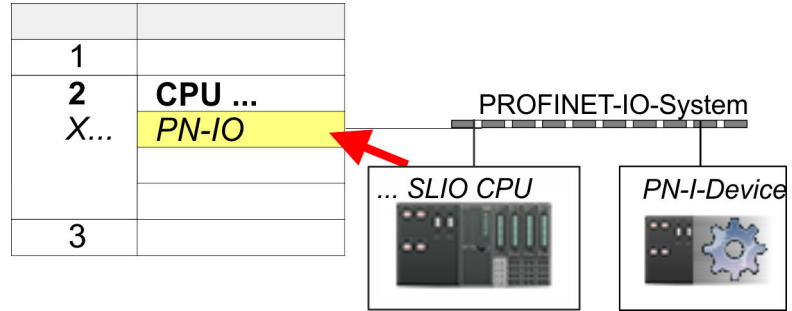 1
2 CPU ...
X... PN-IO
3
PROFINET-IO-System
... SLIO CPU
PN-I-Device